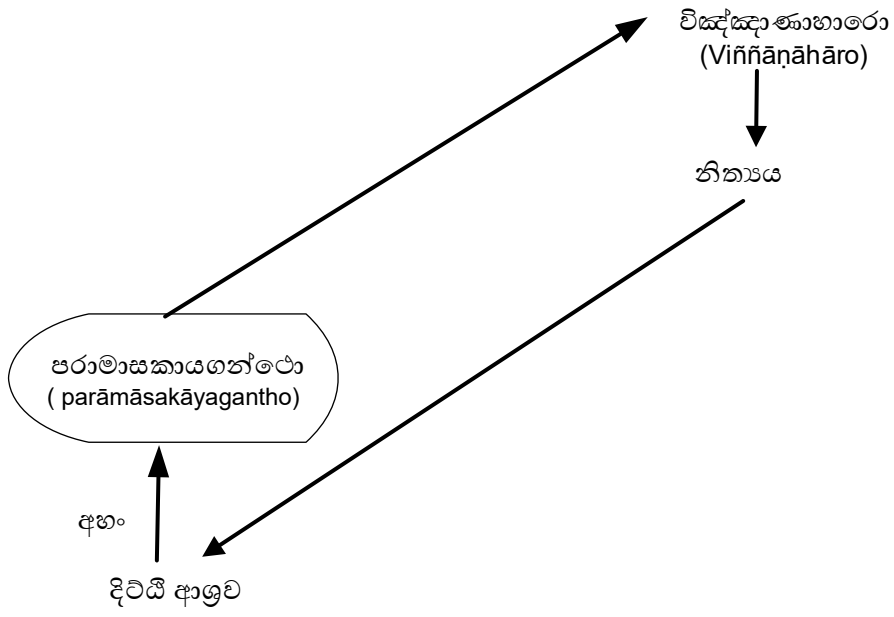 විඤ්ඤාණාහාරො
(Viññāṇāhāro)
නිත්‍යය
පරාමාසකායගන්ථො
( parāmāsakāyagantho)
අහං
දිට්ඨි ආශ්‍රව